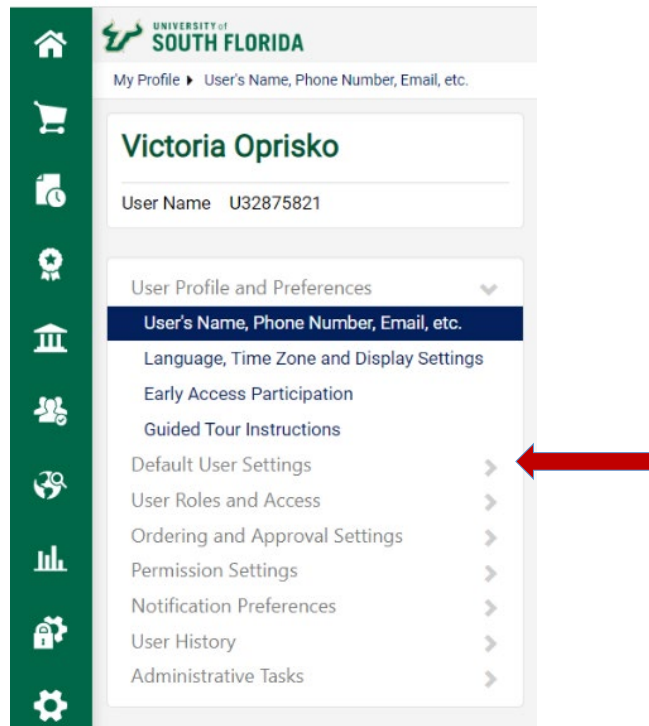 UNIVERSITY of
SOUTH FLORIDA
My Profile User's Name, Phone Number, Email, etc.
Victoria Oprisko
User Name U32875821
User Profile and Preferences
User's Name, Phone Number, Email, etc.
Language, Time Zone and Display Settings
Early Access Participation
Guided Tour Instructions
Default User Settings
User Roles and Access
Ordering and Approval Settings
Permission Settings
Notification Preferences
User History
Administrative Tasks